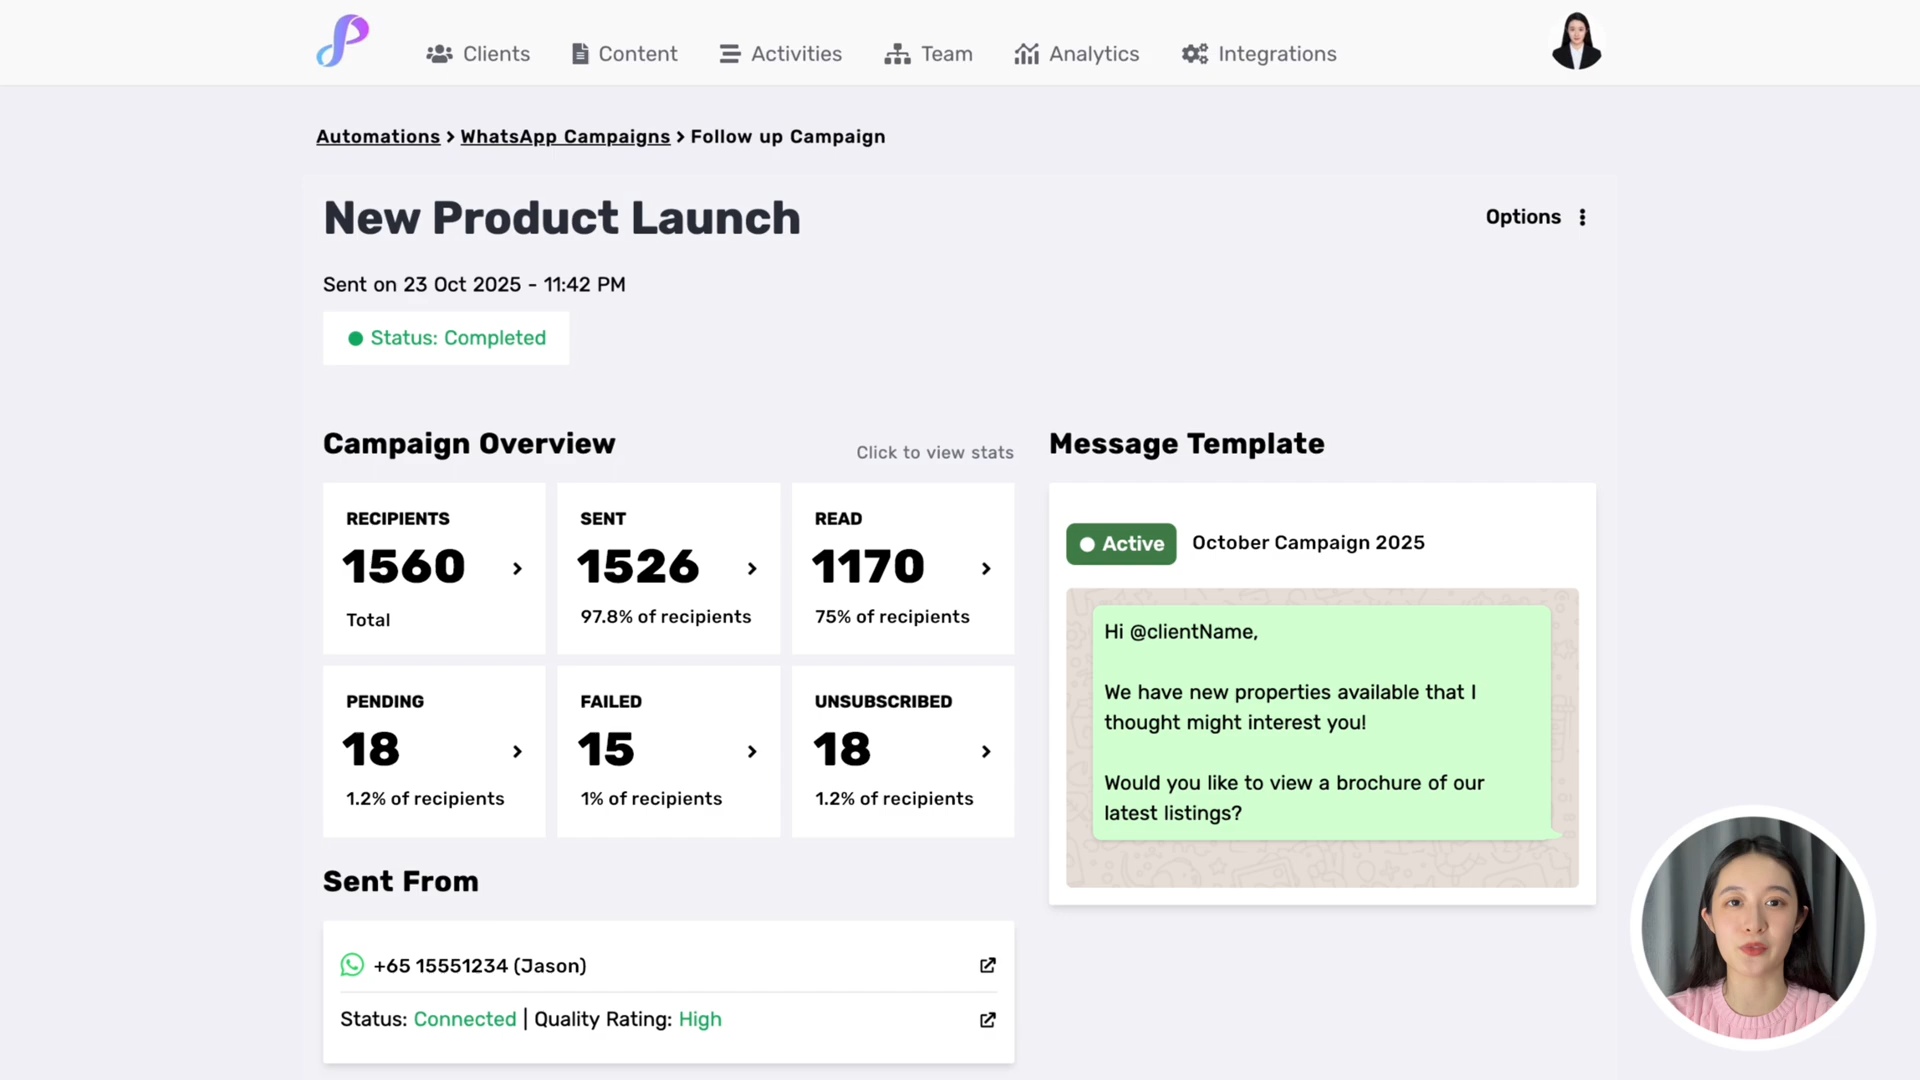 Clients
Content
Activities
Team
Analytics
Integrations
Automations > WhatsApp Campaigns > Follow up Campaign
New Product Launch
Options
Sent on 23 Oct 2025 - 11:42 PM
Status: Completed
Campaign Overview
Click to view stats
RECIPIENTS
1560
Total
SENT
1526
97.8% of recipients
READ
1170
75% of recipients
PENDING
18
1.2% of recipients
FAILED
15
1% of recipients
UNSUBSCRIBED
18
1.2% of recipients
Sent From
+65 15551234 (Jason)
Status: Connected | Quality Rating: High
Message Template
Active
October Campaign 2025
Hi @clientName,
We have new properties available that I
thought might interest you!
Would you like to view a brochure of our
latest listings?